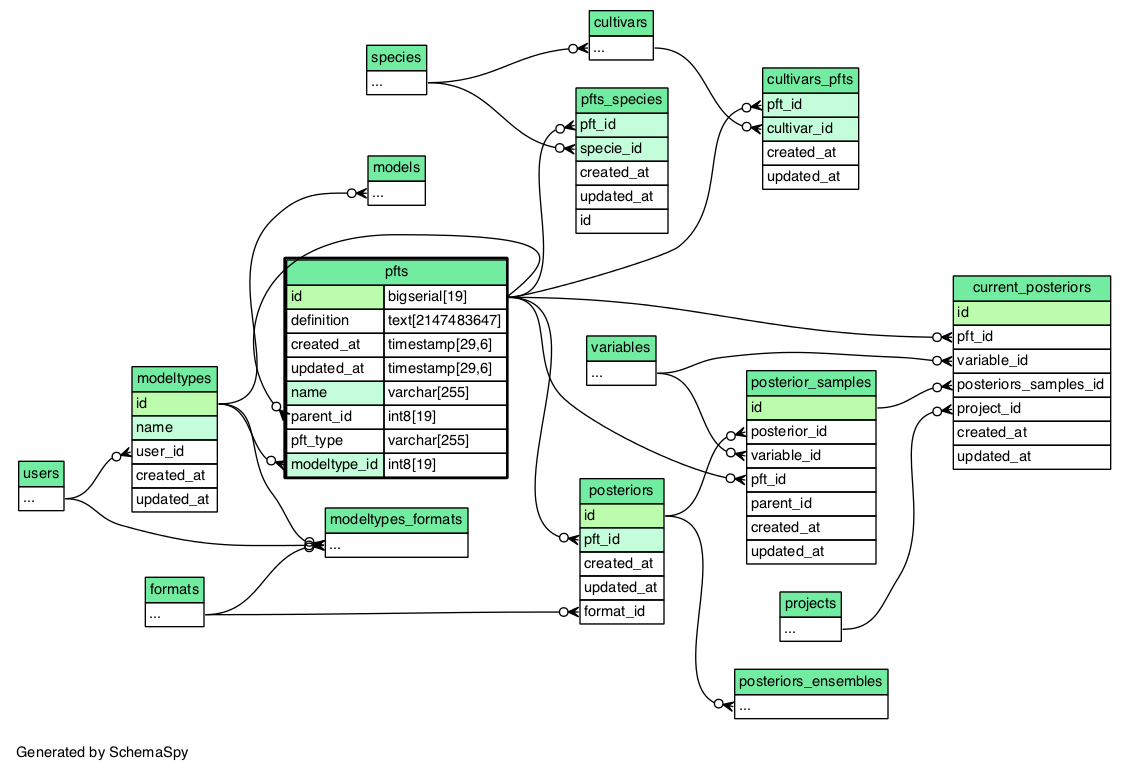 cultivars
...
species
...
cultivars_pfts
pft_id
cultivar_id
created_at
updated_at
pfts_species
pft_id
specie_id
created_at
updated_at
id
models
...
pfts
id bigserial[19]
definition text[2147483647]
created_at timestamp[29,6]
updated_at timestamp[29,6]
name varchar[255]
parent_id int8[19]
pft_type varchar[255]
modeltype_id int8[19]
current_posteriors
id
pft_id
variable_id
posteriors_samples_id
project_id
created_at
updated_at
variables
...
modeltypes
id
name
user_id
created_at
updated_at
posterior_samples
id
posterior_id
variable_id
pft_id
parent_id
created_at
updated_at
users
...
posteriors
id
pft_id
created_at
updated_at
format_id
modeltypes_formats
...
formats
...
projects
...
posteriors_ensembles
...
Generated by SchemaSpy